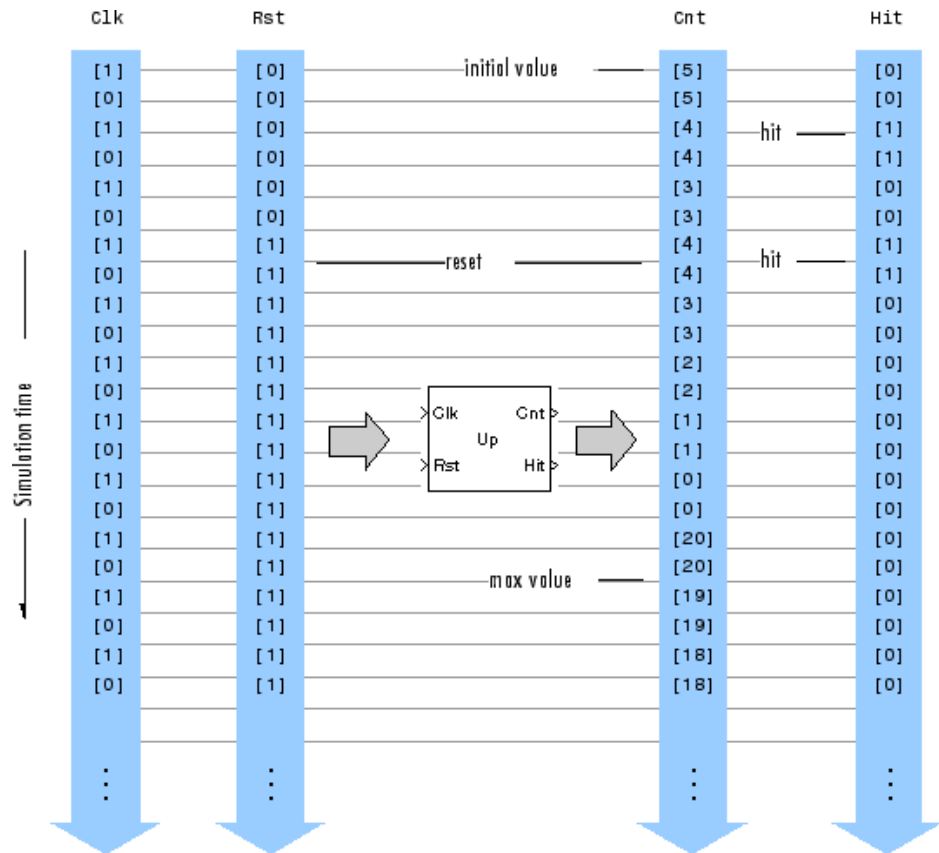 Clk Rst Cnt Hit
[1] [0] initial value [5] [0]
[0] [0] [5] [0]
[1] [0] hit [4] [1]
[0] [0] [4] [1]
[1] [0] [3] [0]
[0] [0] [3] [0]
[1] [1] [4] [1]
[0] [1] reset hit [4] [1]
[1] [1] [3] [0]
[0] [1] [3] [0]
[1] [1] [2] [0]
[0] [1] [2] [0]
[1] [1] Clk Cnt [1] [0]
Up
[0] [1] Rst Hit [1] [0]
[1] [1] [0] [0]
[0] [1] [0] [0]
[1] [1] [20] [0]
[0] [1] max value [20] [0]
[1] [1] [19] [0]
[0] [1] [19] [0]
[1] [1] [18] [0]
[0] [1] [18] [0]
Simulation time